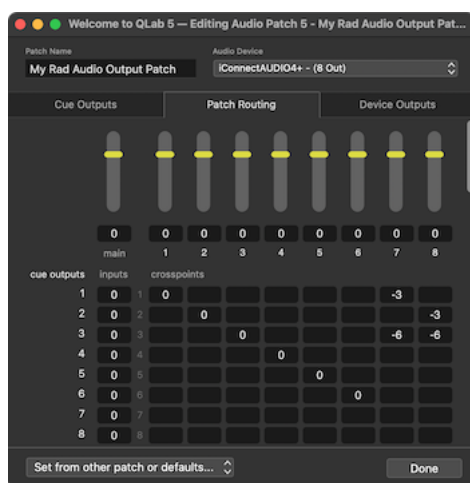 Welcome to QLab 5 — Editing Audio Patch 5 - My Rad Audio Output Pat...
Patch Name Audio Device
My Rad Audio Output Patch iConnectAUDIO4+ - (8 Out)
Cue Outputs Patch Routing Device Outputs
0 0 0 0 0 0 0 0 0
main 1 2 3 4 5 6 7 8
cue outputs inputs crosspoints
1 0 1 0 -3
2 0 2 0 -3
3 0 3 0 -6 -6
4 0 4 0
5 0 5 0
6 0 6 0
7 0 7
8 0 8
Set from other patch or defaults... Done